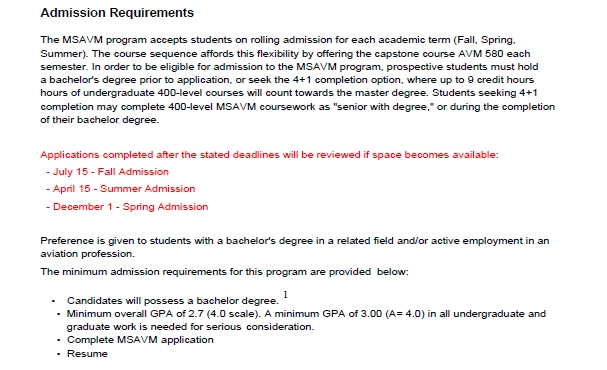 Admission Requirements
The MSAVM program accepts students on rolling admission for each academic term (Fall, Spring,
Summer). The course sequence affords this flexibility by offering the capstone course AVM 580 each
semester. In order to be eligible for admission to the MSAVM program, prospective students must hold
a bachelor's degree prior to application, or seek the 4+1 completion option, where up to 9 credit hours
hours of undergraduate 400-level courses will count towards the master degree. Students seeking 4+1
completion may complete 400-level MSAVM coursework as "senior with degree," or during the completion
of their bachelor degree.
Applications completed after the stated deadlines will be reviewed if space becomes available:
- July 15 - Fall Admission
- April 15 - Summer Admission
- December 1 - Spring Admission
Preference is given to students with a bachelor's degree in a related field and/or active employment in an
aviation profession.
The minimum admission requirements for this program are provided below:
• Candidates will possess a bachelor degree. 1
• Minimum overall GPA of 2.7 (4.0 scale). A minimum GPA of 3.00 (A= 4.0) in all undergraduate and
graduate work is needed for serious consideration.
• Complete MSAVM application
• Resume